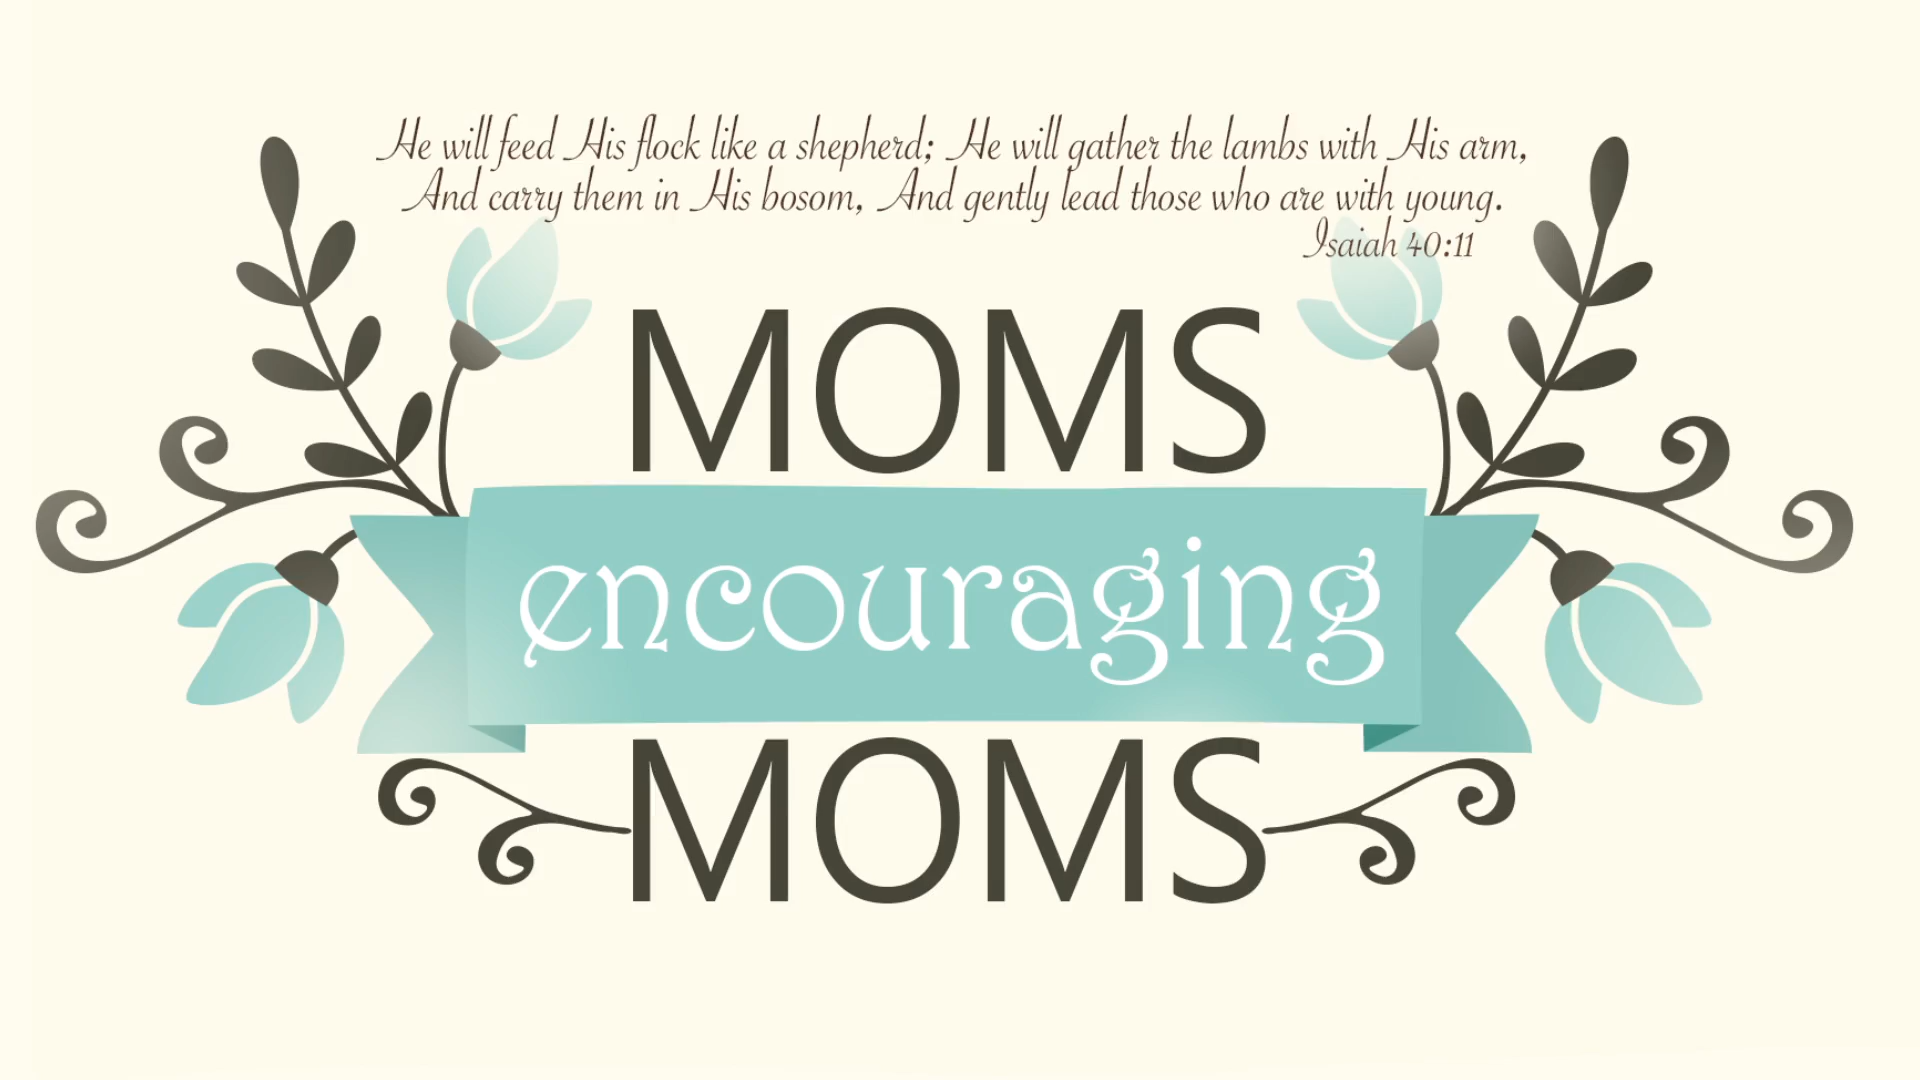 He will feed His flock like a shepherd; He will gather the lambs with His arm,
And carry them in His bosom, And gently lead those who are with young.
Isaiah 40:11
MOMS
encouraging
MOMS